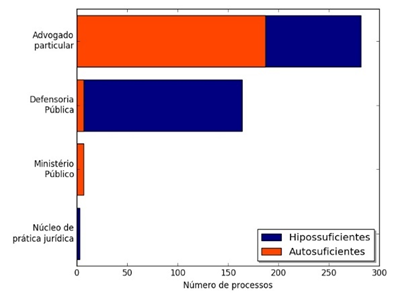 Advogado
particular
Defensoria
Pública
Ministério
Público
Núcleo de
prática jurídica
Hipossuficientes
Autosuficientes
0 50 100 150 200 250 300
Número de processos